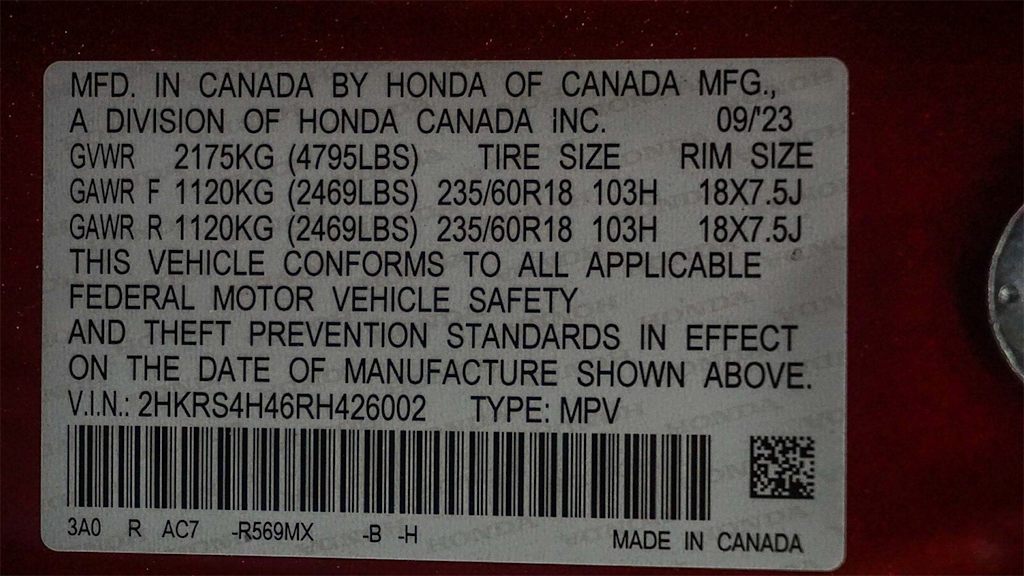 MFD. IN CANADA BY HONDA OF CANADA MFG.,
A DIVISION OF HONDA CANADA INC. 09/'23
GVWR 2175KG (4795LBS) TIRE SIZE RIM SIZE
GAWR F 1120KG (2469LBS) 235/60R18 103H 18X7.5J
GAWR R 1120KG (2469LBS) 235/60R18 103H 18X7.5J
THIS VEHICLE CONFORMS TO ALL APPLICABLE
FEDERAL MOTOR VEHICLE SAFETY
AND THEFT PREVENTION STANDARDS IN EFFECT
ON THE DATE OF MANUFACTURE SHOWN ABOVE.
V.I.N.: 2HKRS4H46RH426002 TYPE: MPV
3A0 R AC7 -R569MX -B -H
MADE IN CANADA